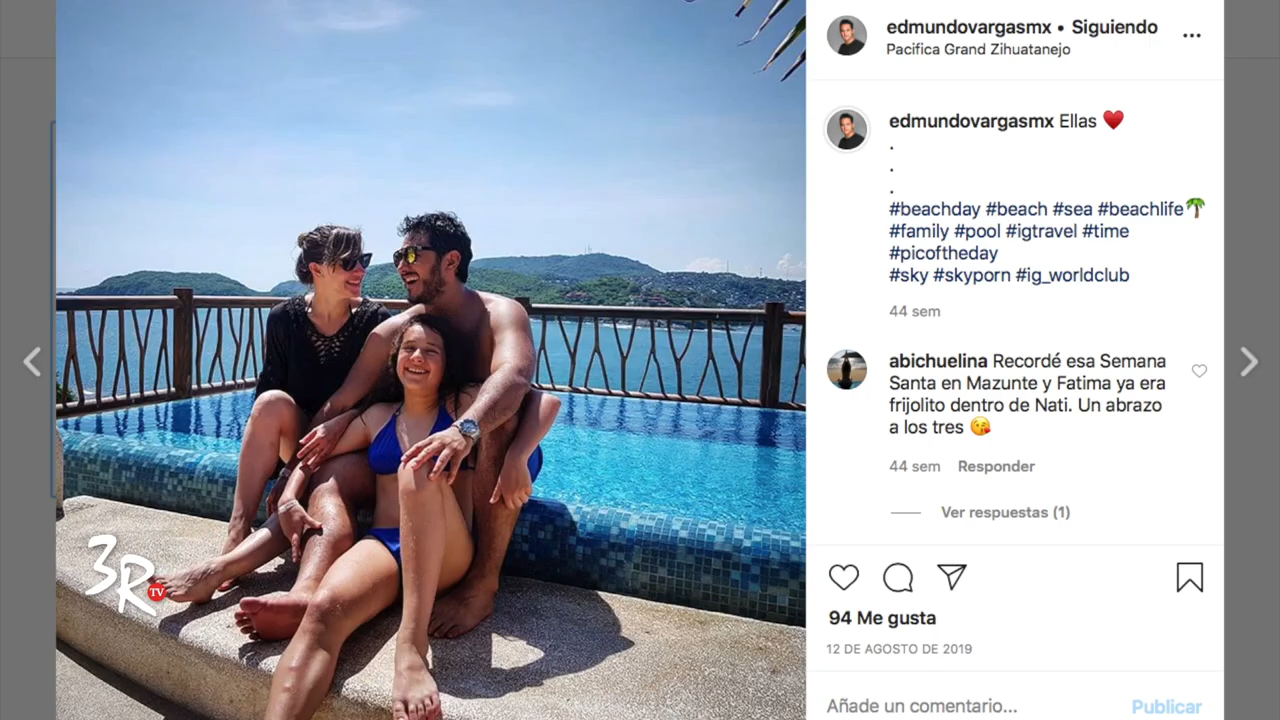 edmundovargasmx • Siguiendo
Pacifica Grand Zihuatanejo
edmundovargasmx Ellas ♥️
.
.
.
#beachday #beach #sea #beachlife🌴
#family #pool #igtravel #time
#picoftheday
#sky #skyporn #ig_worldclub
44 sem
abichuelina Recordé esa Semana
Santa en Mazunte y Fatima ya era
frijolito dentro de Nati. Un abrazo
a los tres 😘
44 sem Responder
Ver respuestas (1)
3R TV
94 Me gusta
12 DE AGOSTO DE 2019
Añade un comentario...
Publicar